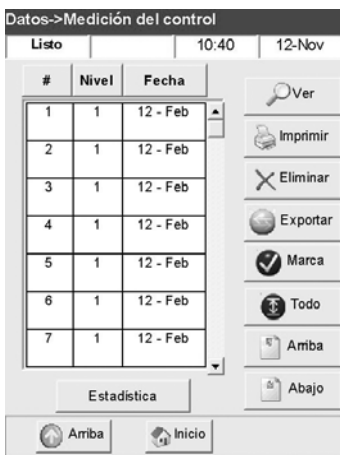 Datos->Medición del control
Listo 10:40 12-Nov
# Nivel Fecha
1 1 12 - Feb
2 1 12 - Feb
3 1 12 - Feb
4 1 12 - Feb
5 1 12 - Feb
6 1 12 - Feb
7 1 12 - Feb
Ver
Imprimir
Eliminar
Exportar
Marca
Todo
Arriba
Abajo
Estadística
Arriba
Inicio